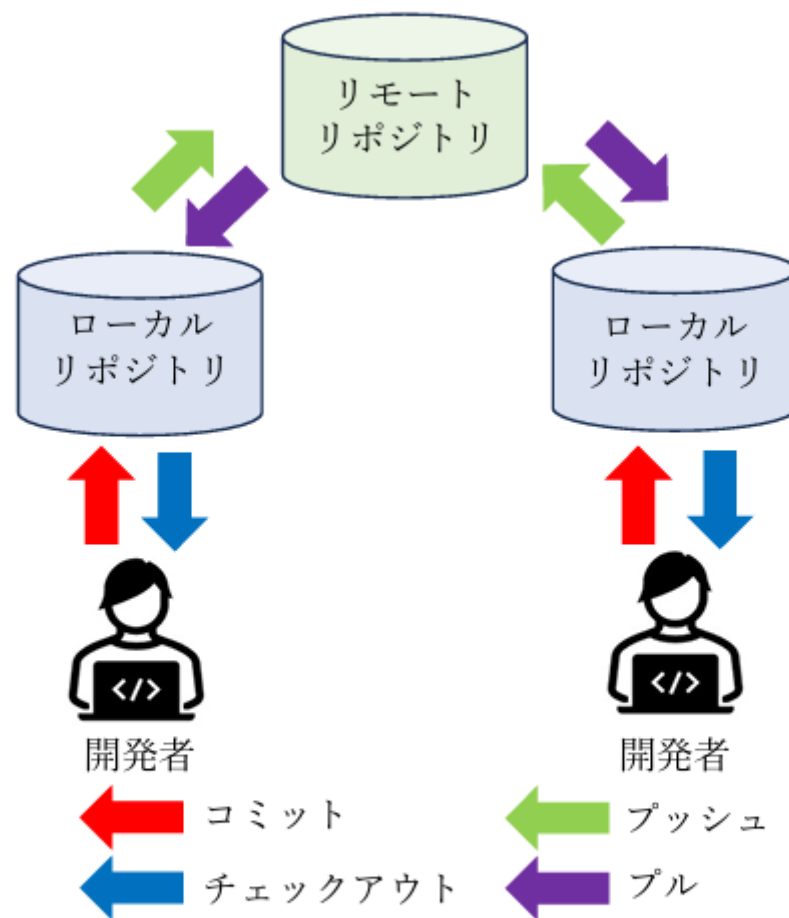 リモート
リポジトリ
ローカル
リポジトリ
ローカル
リポジトリ
</>
</>
開発者
開発者
コミット
プッシュ
チェックアウト
プル